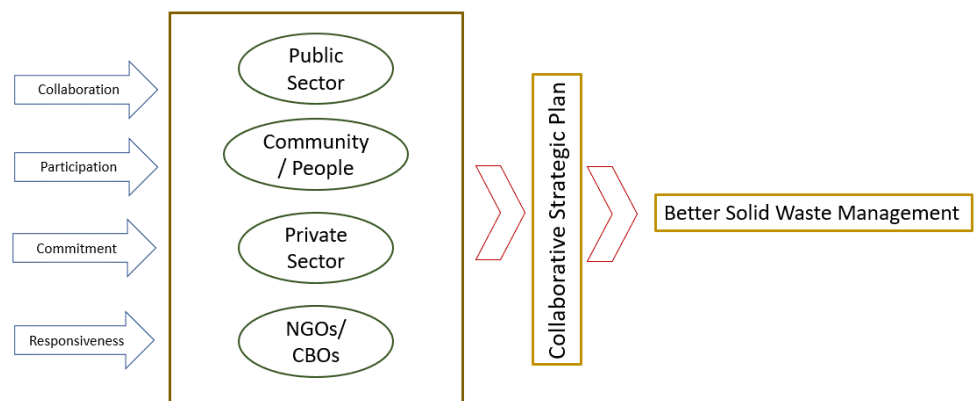 Collaboration
Participation
Commitment
Responsiveness
Public
Sector
Community
/ People
Private
Sector
NGOs/
CBOs
Collaborative Strategic Plan
Better Solid Waste Management